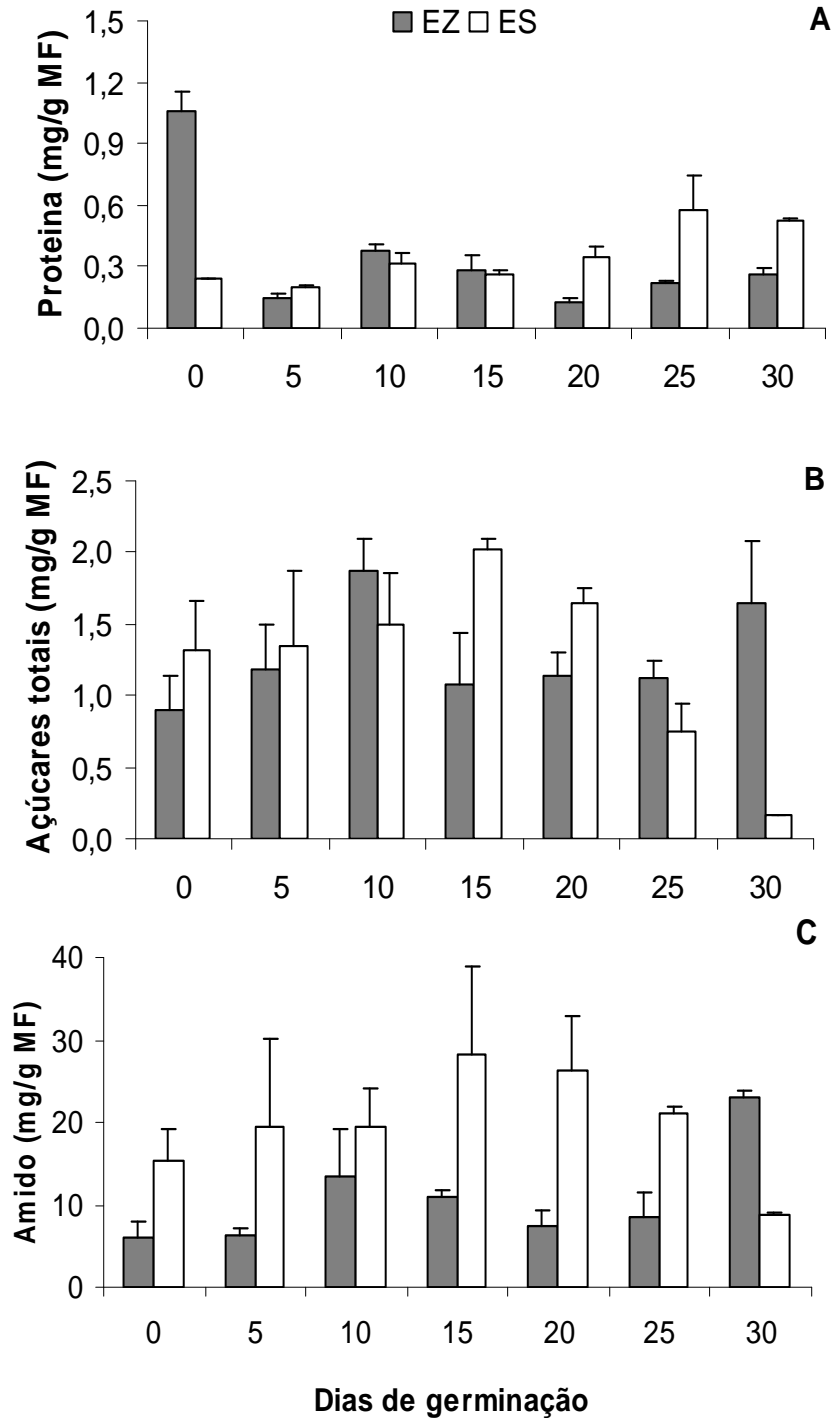 EZ ES
A
Proteina (mg/g MF)
1,5
1,2
0,9
0,6
0,3
0,0
0 5 10 15 20 25 30
B
Açúcares totais (mg/g MF)
2,5
2,0
1,5
1,0
0,5
0,0
0 5 10 15 20 25 30
C
Amido (mg/g MF)
40
30
20
10
0
0 5 10 15 20 25 30
Dias de germinação